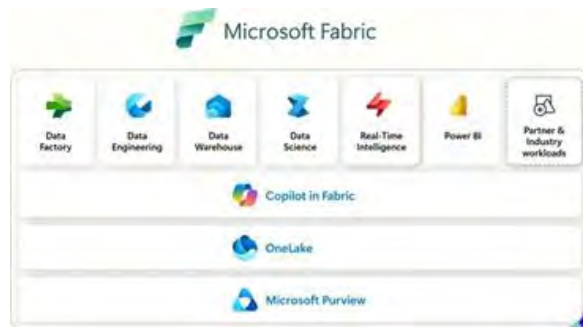 Microsoft Fabric
Data
Factory
Data
Engineering
Data
Warehouse
Data
Science
Real-Time
Intelligence
Power BI
Partner &
Industry
workloads
Copilot in Fabric
OneLake
Microsoft Purview